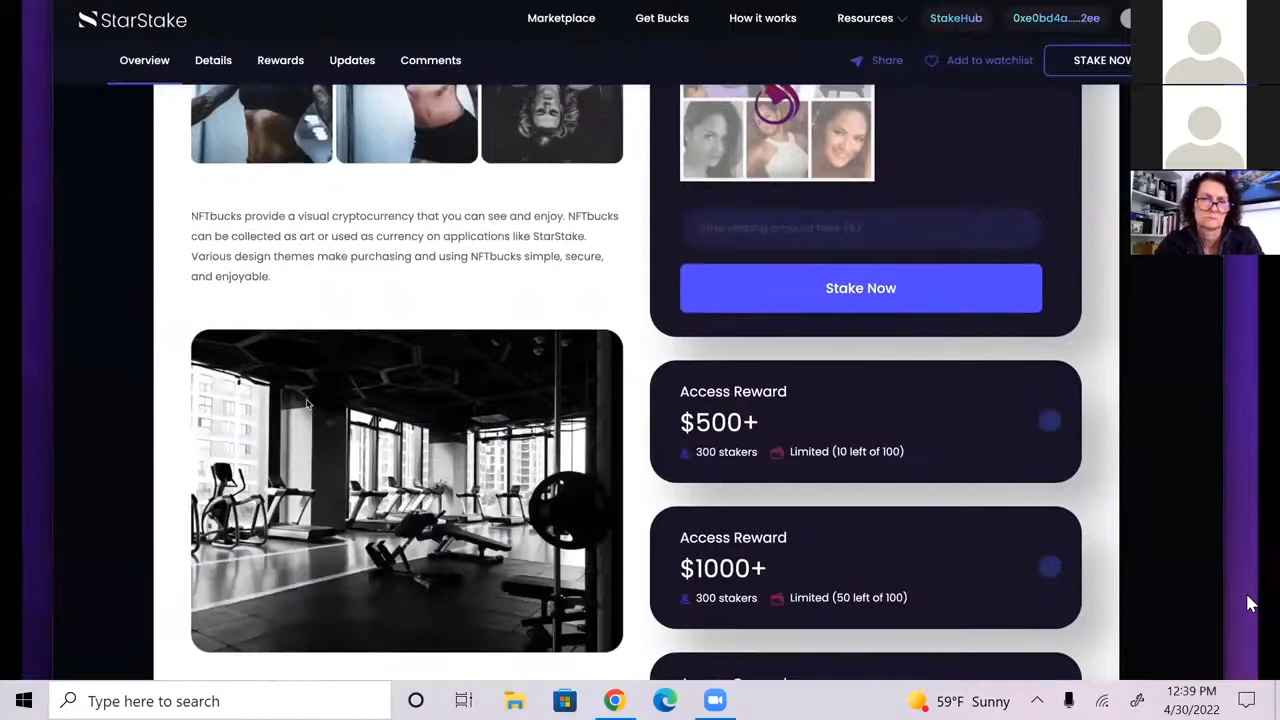 StarStake
Marketplace
Get Bucks
How it works
Resources
StakeHub
0xe0bd4a.....2ee
Overview
Details
Rewards
Updates
Comments
Share
Add to watchlist
STAKE NOW
NFTbucks provide a visual cryptocurrency that you can see and enjoy. NFTbucks
can be collected as art or used as currency on applications like StarStake.
Various design themes make purchasing and using NFTbucks simple, secure,
and enjoyable.
Stake Now
Access Reward
$500+
300 stakers
Limited (10 left of 100)
Access Reward
$1000+
300 stakers
Limited (50 left of 100)
Type here to search
59°F Sunny
12:39 PM
4/30/2022